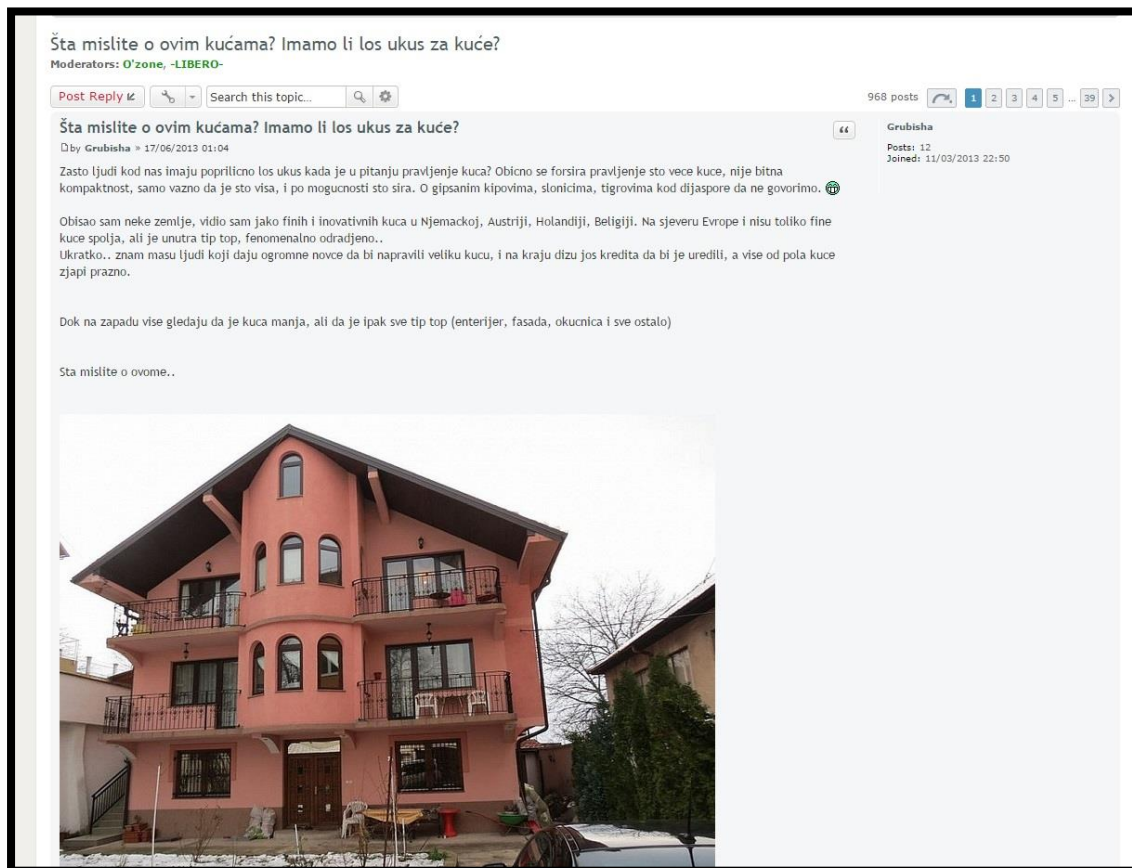 Šta mislite o ovim kućama? Imamo li los ukus za kuće?
Moderators: O'zone, -LIBERO-
Post Reply
Search this topic...
968 posts
1 2 3 4 5 ... 39
Šta mislite o ovim kućama? Imamo li los ukus za kuće?
by Grubisha » 17/06/2013 01:04
Zasto ljudi kod nas imaju poprilicno los ukus kada je u pitanju pravljenje kuca? Obicno se forsira pravljenje sto vece kuce, nije bitna
kompaktnost, samo vazno da je sto visa, i po mogucnosti sto sira. O gipsanim kipovima, slonicima, tigrovima kod dijaspore da ne govorimo.
Obisao sam neke zemlje, vidio sam jako finih i inovativnih kuca u Njemackoj, Austriji, Holandiji, Beligiji. Na sjeveru Evrope i nisu toliko fine
kuce spolja, ali je unutra tip top, fenomenalno odradjeno..
Ukratko.. znam masu ljudi koji daju ogromne novce da bi napravili veliku kucu, i na kraju dizu jos kredita da bi je uredili, a vise od pola kuce
zjapi prazno.
Dok na zapadu vise gledaju da je kuca manja, ali da je ipak sve tip top (enterijer, fasada, okucnica i sve ostalo)
Sta mislite o ovome..
Grubisha
Posts: 12
Joined: 11/03/2013 22:50